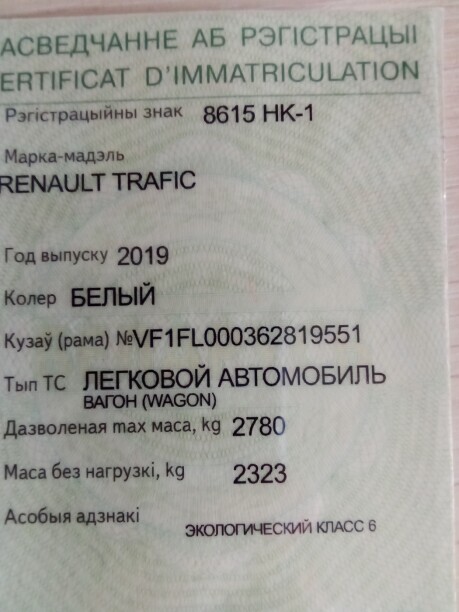 АСВЕДЧАННЕ АБ РЭГІСТРАЦЫІ
ERTIFICAT D'IMMATRICULATION
Рэгістрацыйны знак 8615 НК-1
Марка-мадэль
RENAULT TRAFIC
Год выпуску 2019
Колер БЕЛЫЙ
Кузаў (рама) №VF1FL000362819551
Тып ТС ЛЕГКОВОЙ АВТОМОБИЛЬ
ВАГОН (WAGON)
Дазволеная max маса, kg 2780
Маса без нагрузкі, kg 2323
Асобыя адзнакі
ЭКОЛОГИЧЕСКИЙ КЛАСС 6